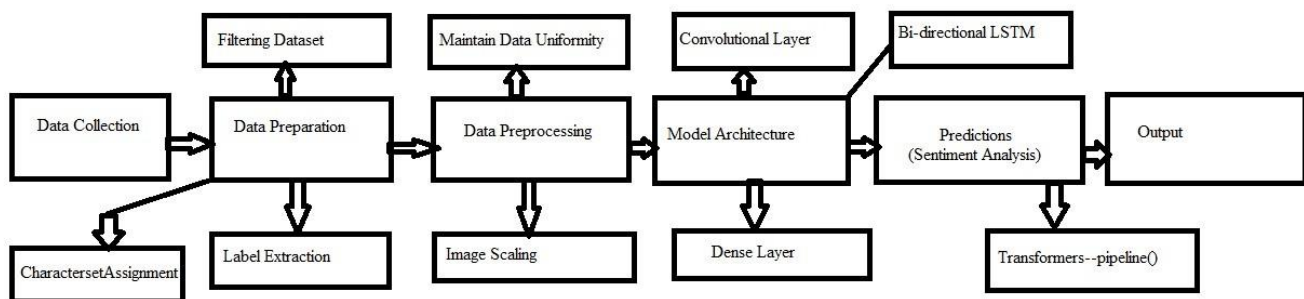 Filtering Dataset
Maintain Data Uniformity
Convolutional Layer
Bi-directional LSTM
Data Collection
Data Preparation
Data Preprocessing
Model Architecture
Predictions
(Sentiment Analysis)
Output
CharactersetAssignment
Label Extraction
Image Scaling
Dense Layer
Transformers--pipeline()